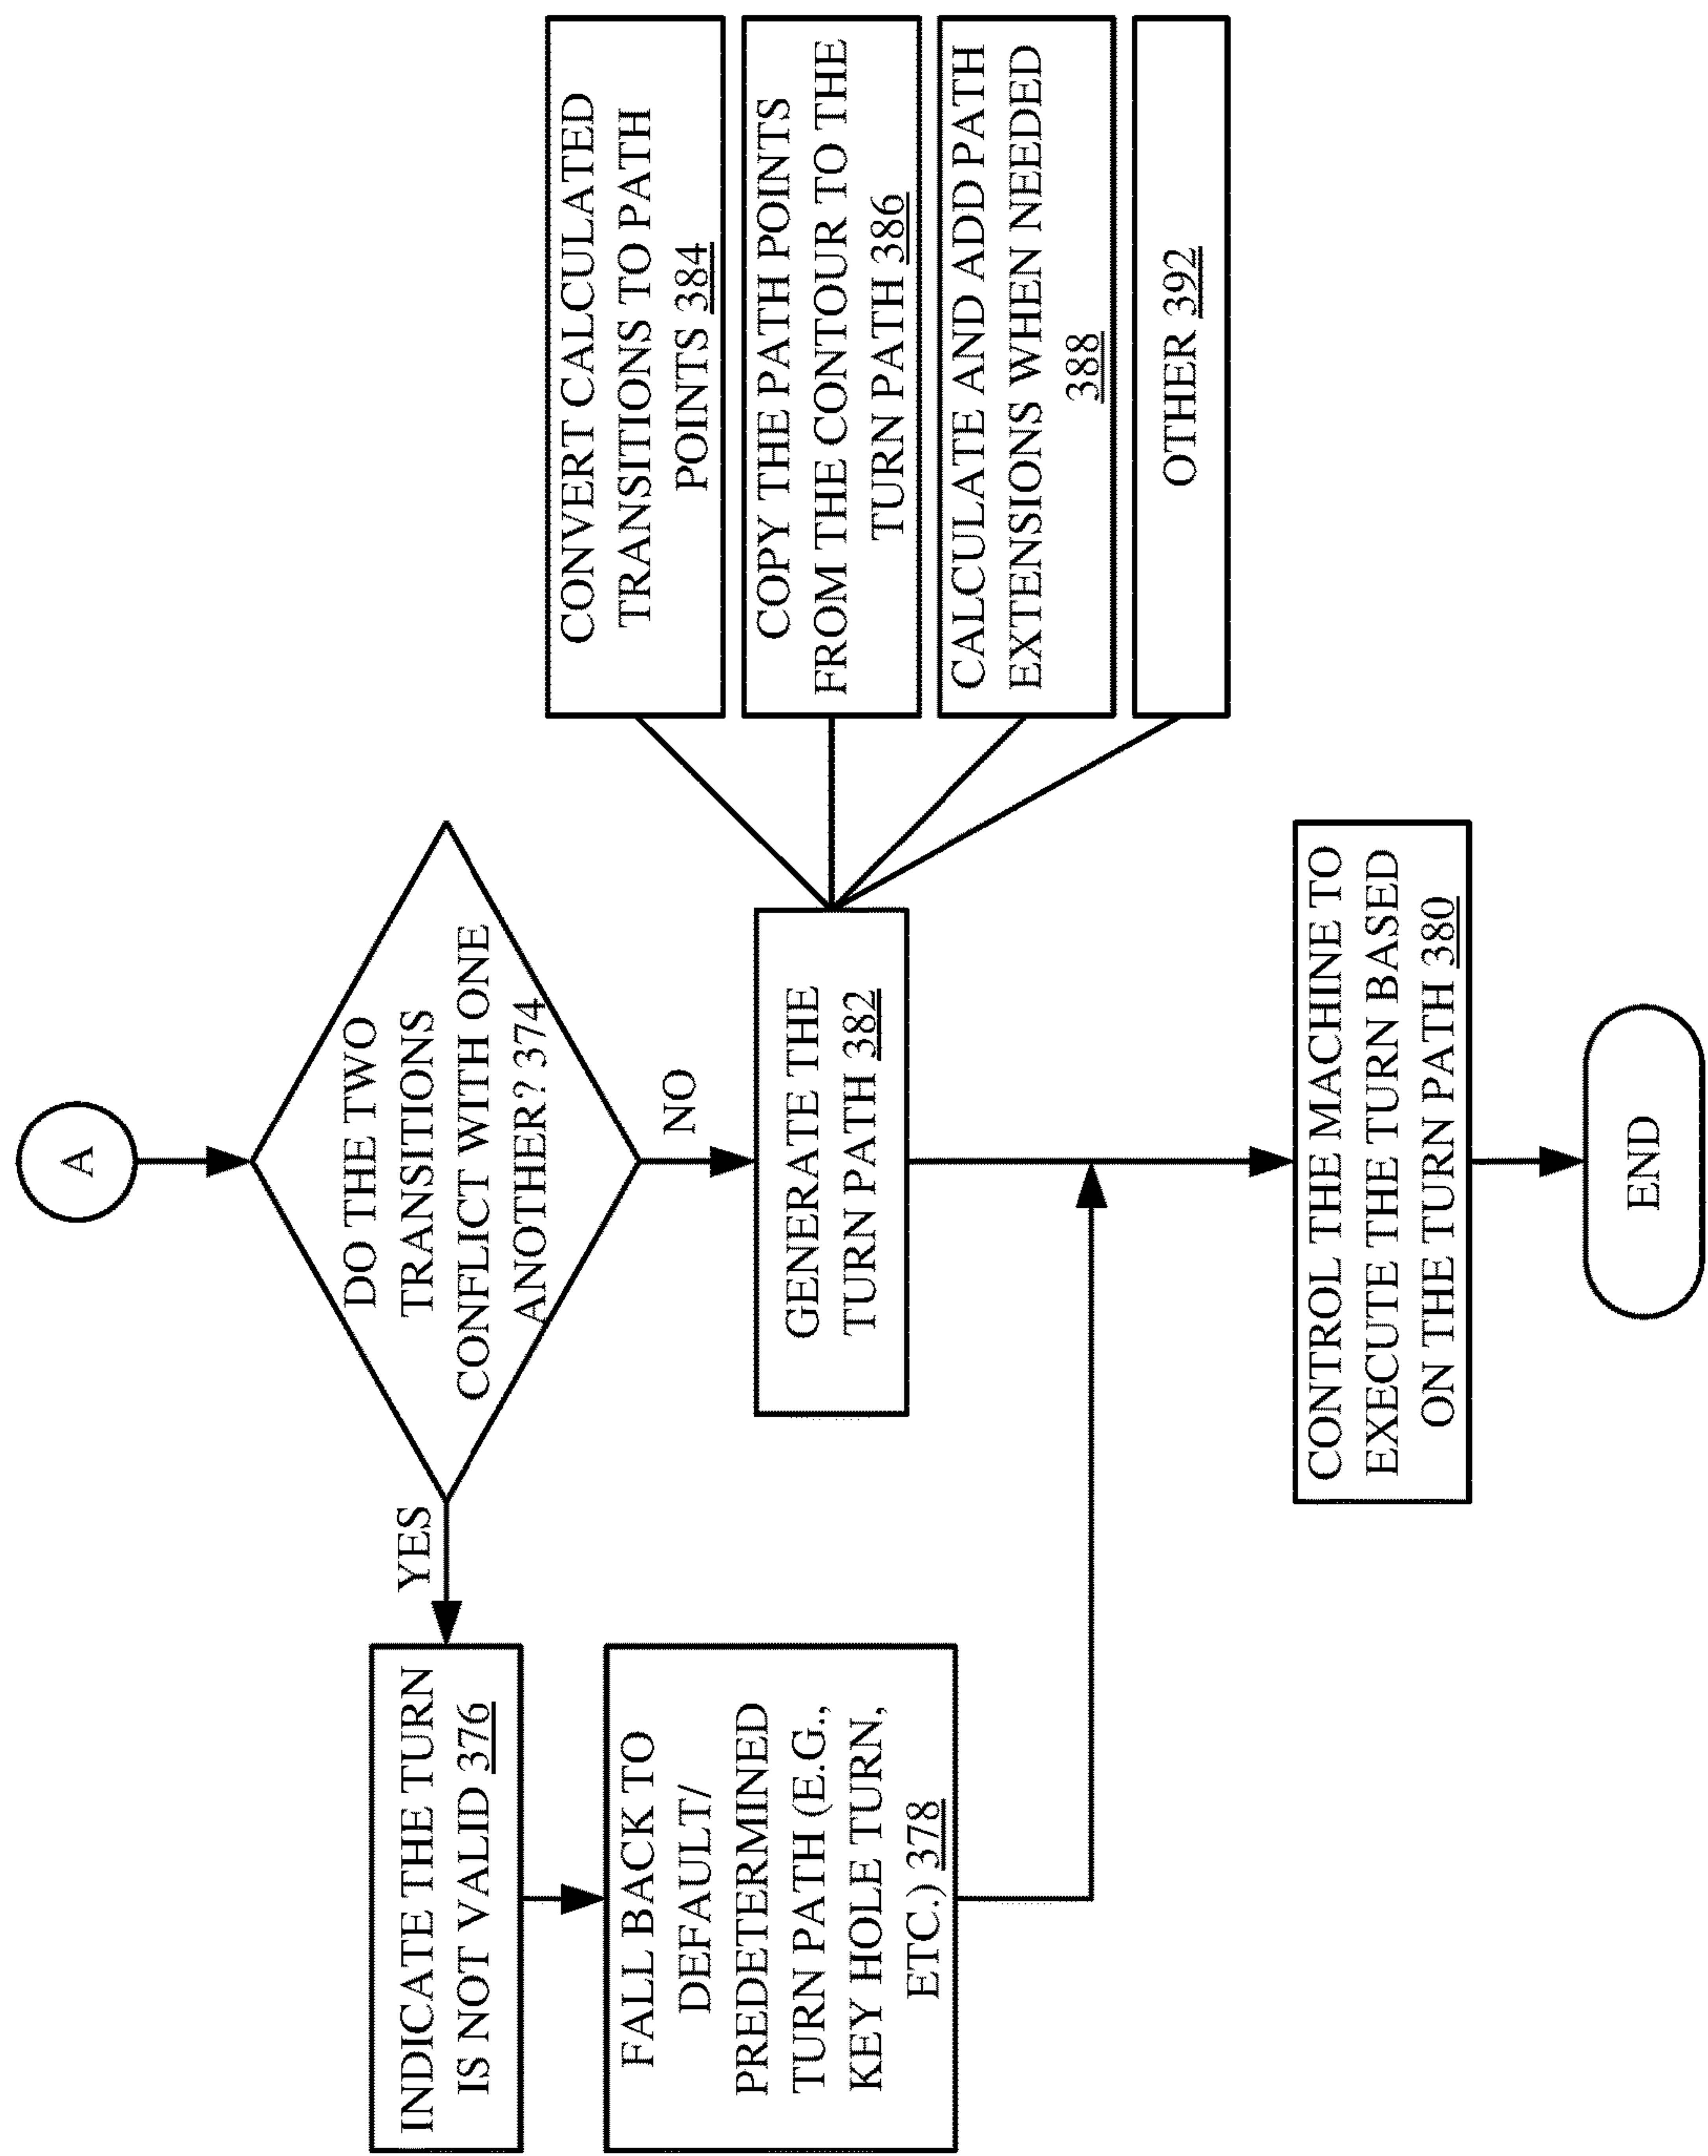 A
DO THE TWO
TRANSITIONS
CONFLICT WITH ONE
ANOTHER? 374
YES
NO
INDICATE THE TURN
IS NOT VALID 376
FALL BACK TO
DEFAULT/
PREDETERMINED
TURN PATH (E.G.,
KEY HOLE TURN,
ETC.) 378
GENERATE THE
TURN PATH 382
CONVERT CALCULATED
TRANSITIONS TO PATH
POINTS 384
COPY THE PATH POINTS
FROM THE CONTOUR TO THE
TURN PATH 386
CALCULATE AND ADD PATH
EXTENSIONS WHEN NEEDED
388
OTHER 392
CONTROL THE MACHINE TO
EXECUTE THE TURN BASED
ON THE TURN PATH 380
END